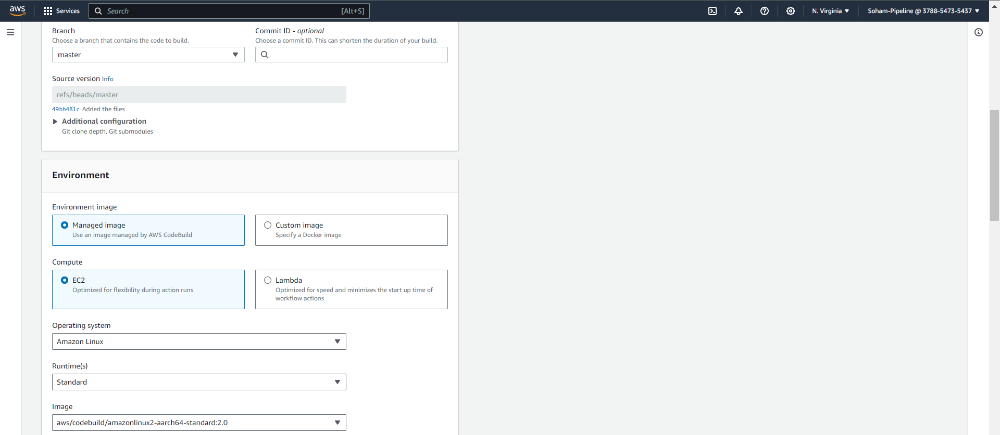 aws Services Search [Alt+S] N. Virginia Soham-Pipeline @ 3788-5473-5437
Branch
Choose a branch that contains the code to build.
master
Commit ID - optional
Choose a commit ID. This can shorten the duration of your build.
Source version Info
refs/heads/master
49bb481c Added the files
Additional configuration
Git clone depth, Git submodules
Environment
Environment image
Managed image
Use an image managed by AWS CodeBuild
Custom image
Specify a Docker image
Compute
EC2
Optimized for flexibility during action runs
Lambda
Optimized for speed and minimizes the start up time of
workflow actions
Operating system
Amazon Linux
Runtime(s)
Standard
Image
aws/codebuild/amazonlinux2-aarch64-standard:2.0